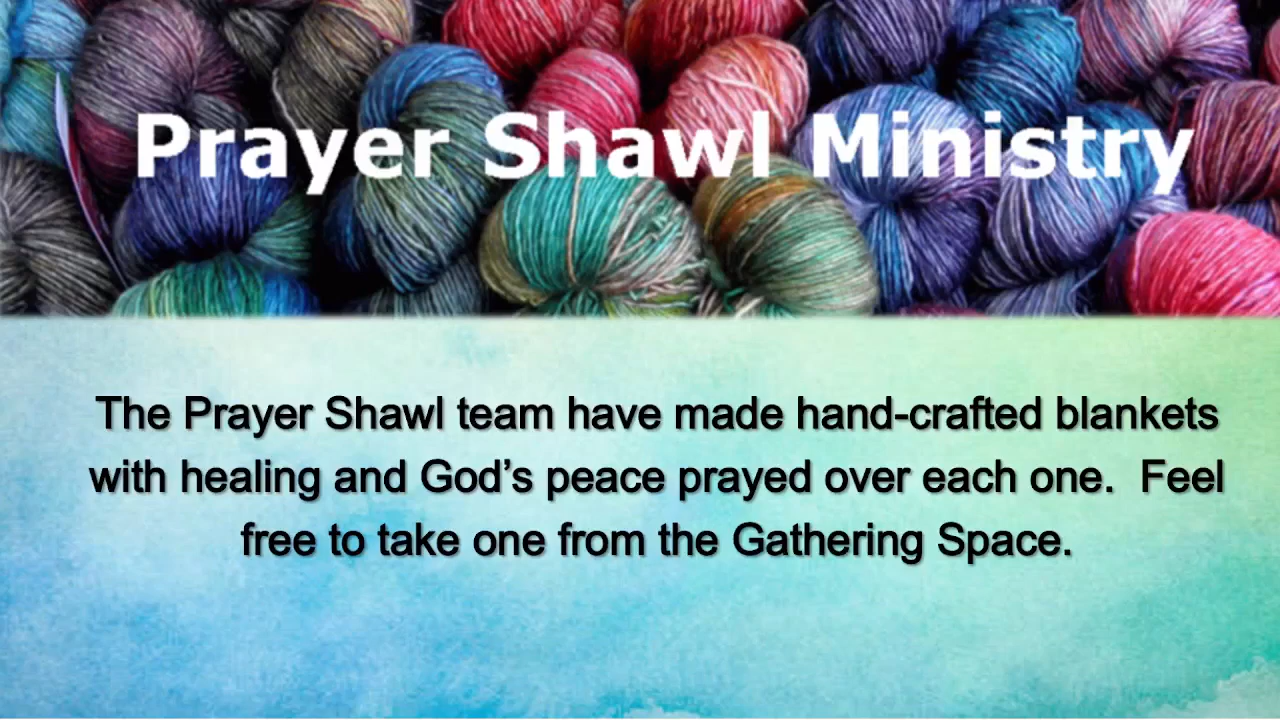 Prayer Shawl Ministry
The Prayer Shawl team have made hand-crafted blankets
with healing and God’s peace prayed over each one.  Feel
free to take one from the Gathering Space.